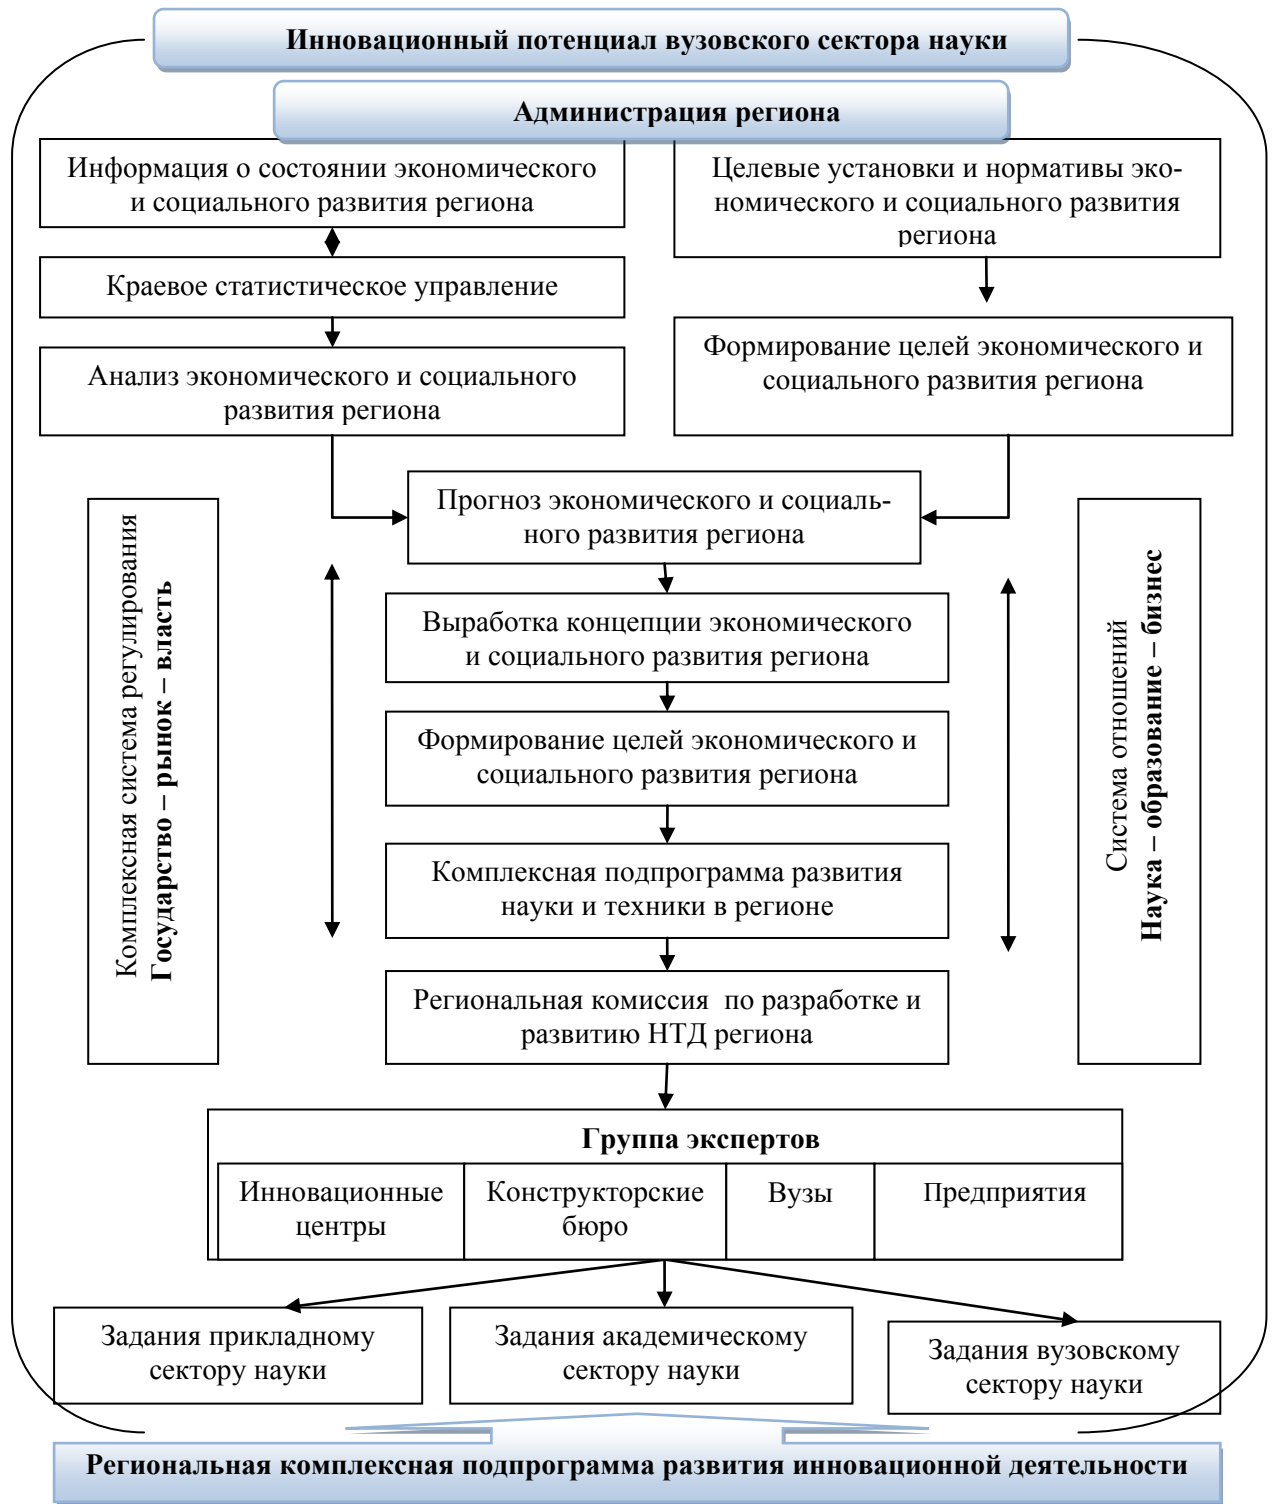 Инновационный потенциал вузовского сектора науки
Администрация региона
Информация о состоянии экономического
и социального развития региона
Целевые установки и нормативы эко-
номического и социального развития
региона
Краевое статистическое управление
Формирование целей экономического и
социального развития региона
Анализ экономического и социального
развития региона
Прогноз экономического и социаль-
ного развития региона
Комплексная система регулирования
Государство – рынок – власть
Система отношений
Наука – образование – бизнес
Выработка концепции экономического
и социального развития региона
Формирование целей экономического и
социального развития региона
Комплексная подпрограмма развития
науки и техники в регионе
Региональная комиссия по разработке и
развитию НТД региона
Группа экспертов
Инновационные
центры
Конструкторские
бюро
Вузы
Предприятия
Задания прикладному
сектору науки
Задания академическому
сектору науки
Задания вузовскому
сектору науки
Региональная комплексная подпрограмма развития инновационной деятельности